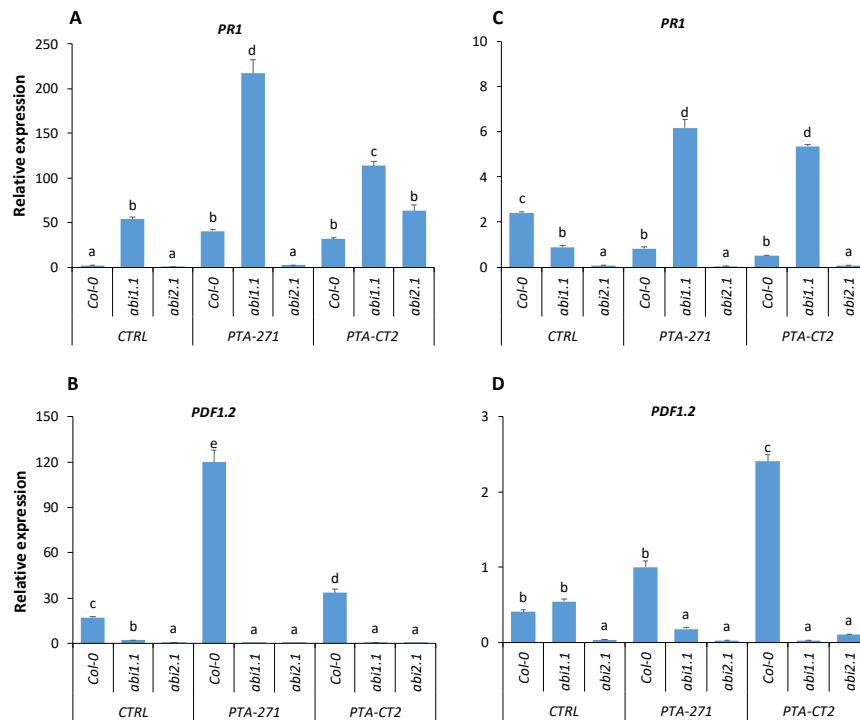 A
PR1
Relative expression
250
200
150
100
50
0
a
b
a
b
d
a
b
c
b
Col-0
abi1.1
abi2.1
Col-0
abi1.1
abi2.1
Col-0
abi1.1
abi2.1
CTRL
PTA-271
PTA-CT2
C
PR1
10
8
6
4
2
0
c
b
a
b
d
a
b
d
a
Col-0
abi1.1
abi2.1
Col-0
abi1.1
abi2.1
Col-0
abi1.1
abi2.1
CTRL
PTA-271
PTA-CT2
B
PDF1.2
Relative expression
150
120
90
60
30
0
c
b
a
e
a
a
d
a
a
Col-0
abi1.1
abi2.1
Col-0
abi1.1
abi2.1
Col-0
abi1.1
abi2.1
CTRL
PTA-271
PTA-CT2
D
PDF1.2
3
2
1
0
b
b
a
b
a
a
c
a
a
Col-0
abi1.1
abi2.1
Col-0
abi1.1
abi2.1
Col-0
abi1.1
abi2.1
CTRL
PTA-271
PTA-CT2